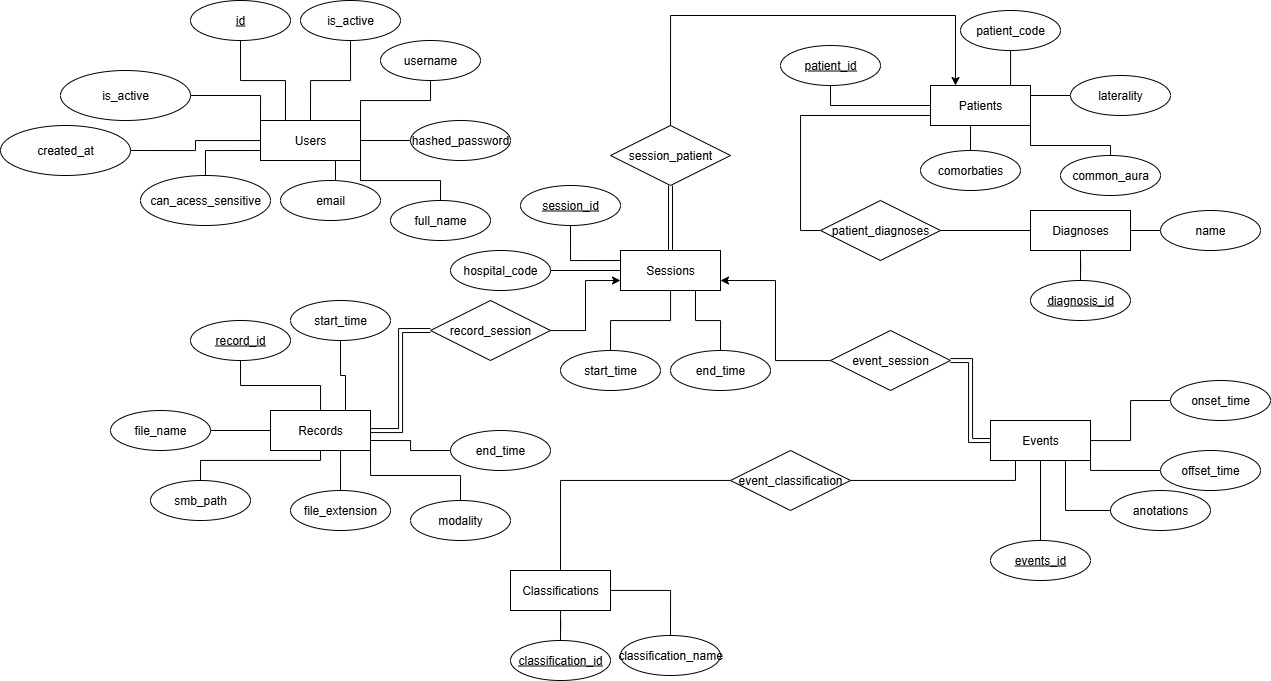 id
is_active
username
is_active
Users
hashed_password
created_at
can_acess_sensitive
email
full_name
patient_code
patient_id
Patients
laterality
session_patient
comorbaties
common_aura
session_id
patient_diagnoses
Diagnoses
name
hospital_code
Sessions
diagnosis_id
start_time
record_id
record_session
start_time
end_time
event_session
file_name
Records
end_time
onset_time
Events
smb_path
file_extension
modality
event_classification
offset_time
anotations
events_id
Classifications
classification_id
classification_name